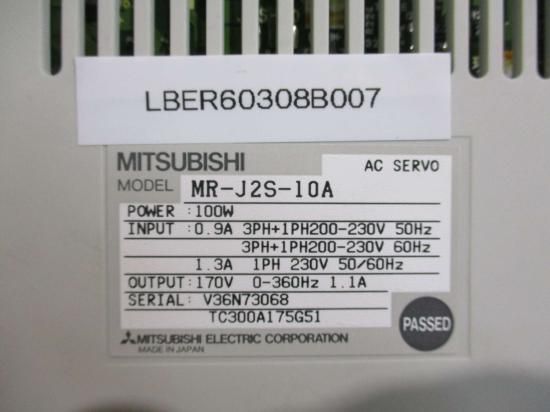 LBER60308B007
MITSUBISHI AC SERVO
MODEL MR-J2S-10A
POWER :100W
INPUT :0.9A 3PH+1PH200-230V 50Hz
3PH+1PH200-230V 60Hz
1.3A 1PH 230V 50/60Hz
OUTPUT:170V 0-360Hz 1.1A
SERIAL: V36N73068
TC300A175G51
PASSED
MITSUBISHI ELECTRIC CORPORATION
MADE IN JAPAN